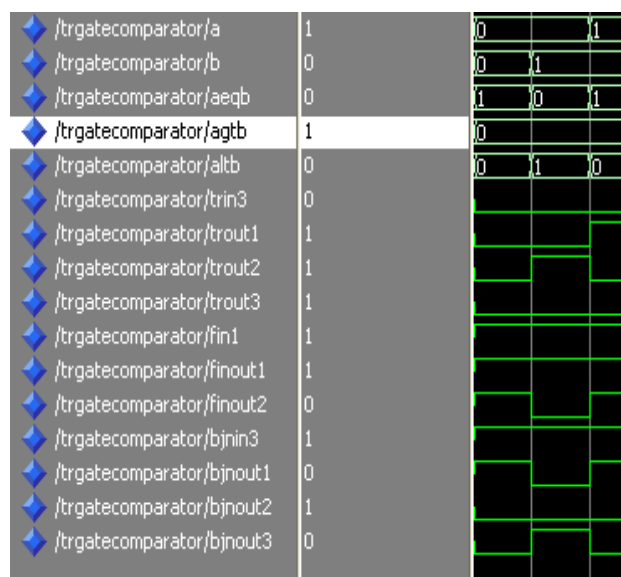 /trgatecomparator/a 1 0 1
/trgatecomparator/b 0 0 1
/trgatecomparator/aeqb 0 1 0 1
/trgatecomparator/agtb 1 0
/trgatecomparator/altb 0 0 1 0
/trgatecomparator/trin3 0
/trgatecomparator/trout1 1
/trgatecomparator/trout2 1
/trgatecomparator/trout3 1
/trgatecomparator/fin1 1
/trgatecomparator/finout1 1
/trgatecomparator/finout2 0
/trgatecomparator/bjnin3 1
/trgatecomparator/bjnout1 0
/trgatecomparator/bjnout2 1
/trgatecomparator/bjnout3 0